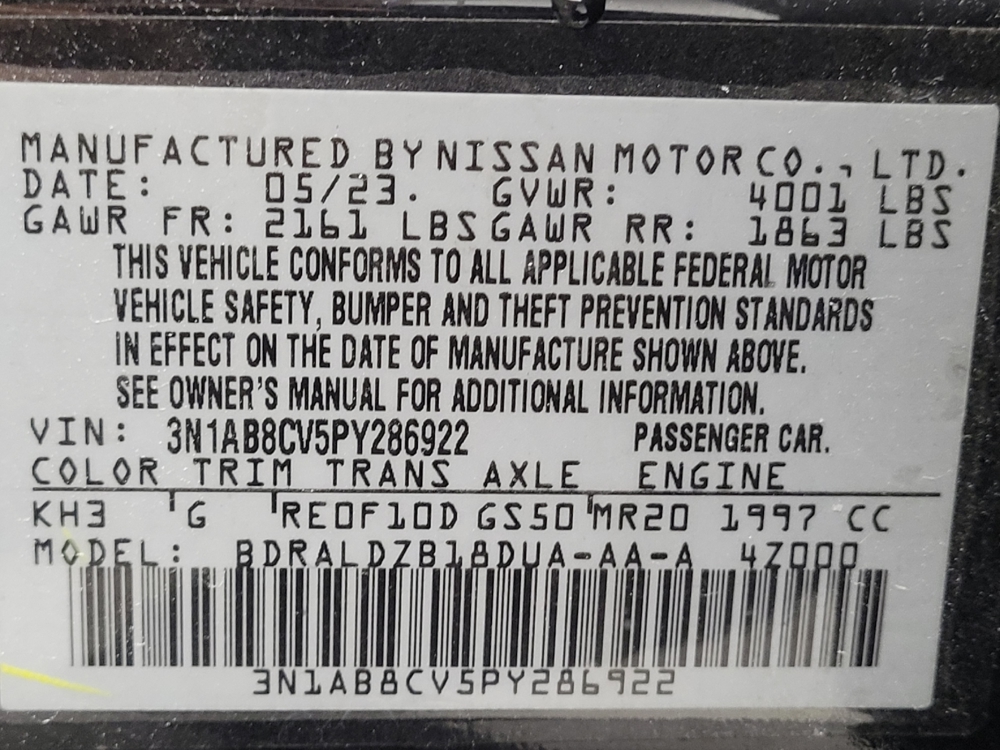 MANUFACTURED BY NISSAN MOTOR CO., LTD.
DATE: 05/23. GVWR: 4001 LBS
GAWR FR: 2161 LBS GAWR RR: 1863 LBS
THIS VEHICLE CONFORMS TO ALL APPLICABLE FEDERAL MOTOR
VEHICLE SAFETY, BUMPER AND THEFT PREVENTION STANDARDS
IN EFFECT ON THE DATE OF MANUFACTURE SHOWN ABOVE.
SEE OWNER'S MANUAL FOR ADDITIONAL INFORMATION.
VIN: 3N1AB8CV5PY286922 PASSENGER CAR.
COLOR TRIM TRANS AXLE ENGINE
KH3 G RE0F10D GS50 MR20 1997 CC
MODEL: BDRALDZB18DUA-AA-A 4Z000
3N1AB8CV5PY286922